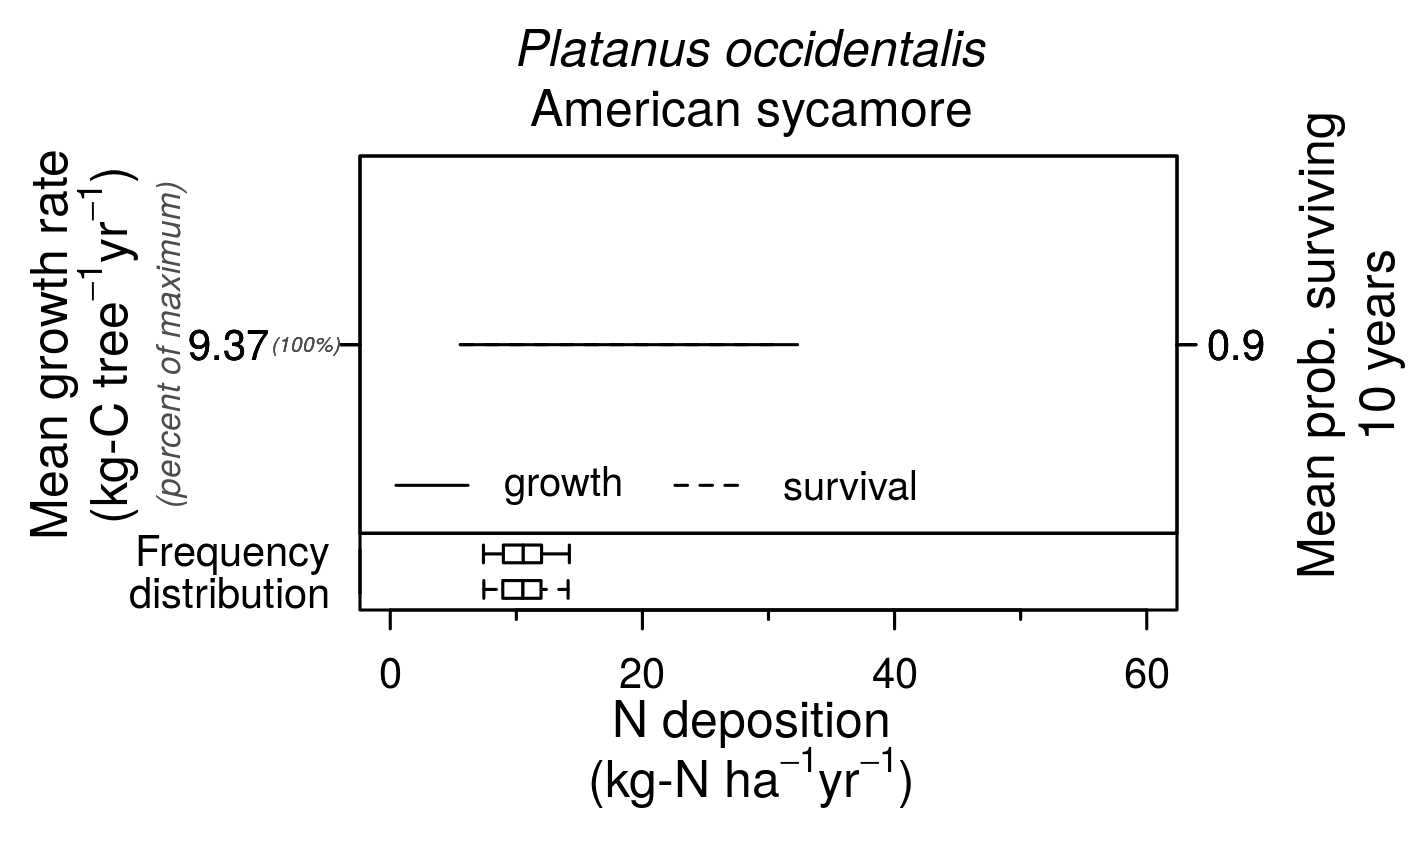 Platanus occidentalis
American sycamore
Mean growth rate
(kg-C tree⁻¹yr⁻¹)
(percent of maximum)
9.37 (100%)
0.9
Mean prob. surviving
10 years
growth
survival
Frequency
distribution
0 20 40 60
N deposition
(kg-N ha⁻¹yr⁻¹)